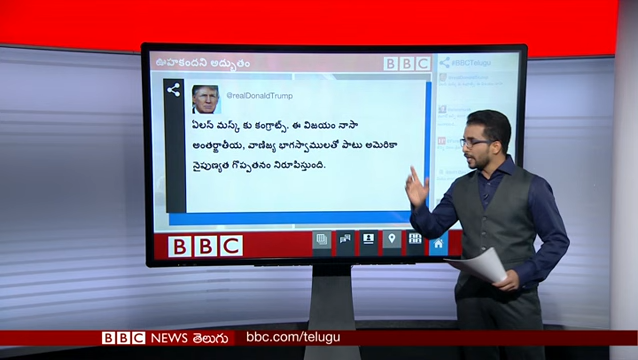 ఊహకందని అద్భుతం
BBC
#BBCTelugu
@realDonaldTrump
ఏలన్ మస్క్ కు కంగ్రాట్స్. ఈ విజయం నాసా
అంతర్జాతీయ, వాణిజ్య భాగస్వాములతో పాటు అమెరికా
నైపుణ్యత గొప్పతనం నిరూపిస్తుంది.
BBC
BBC NEWS తెలుగు bbc.com/telugu